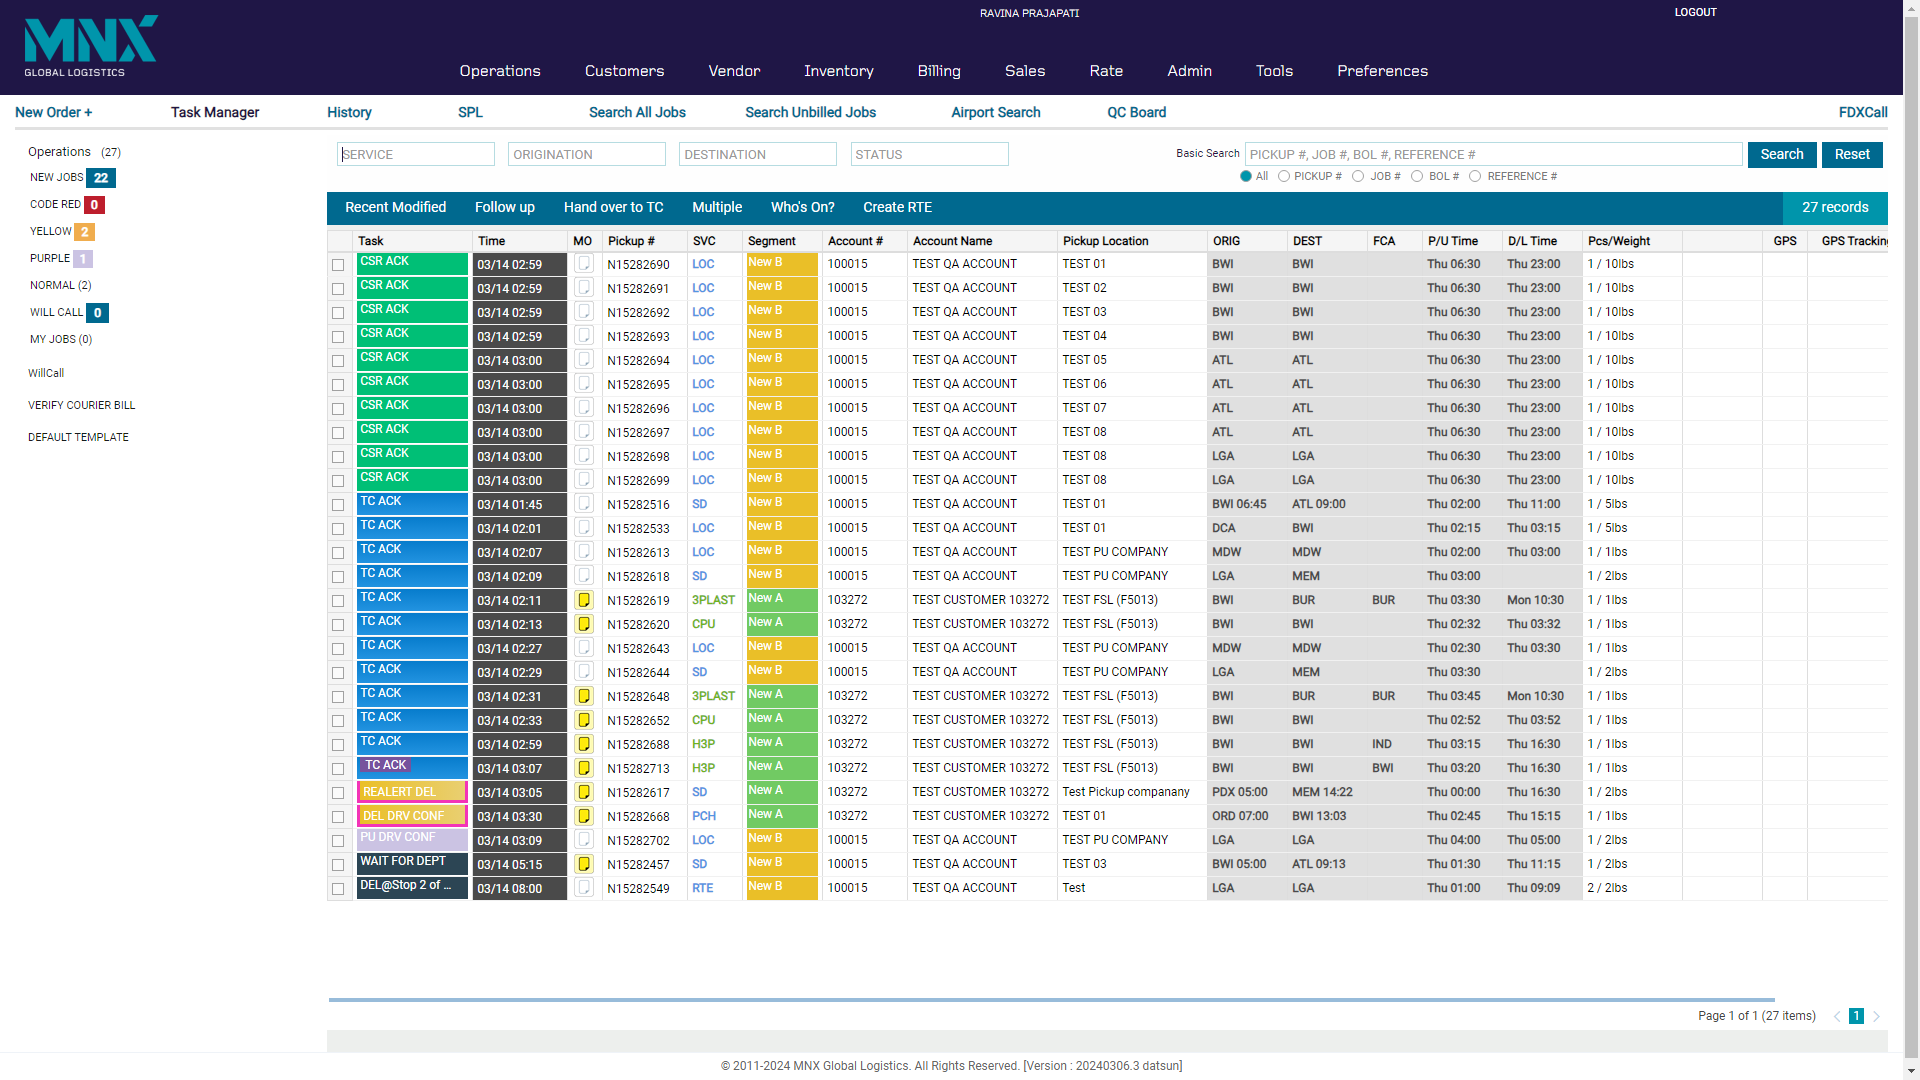 RAVINA PRAJAPATI
LOGOUT
MNX
GLOBAL LOGISTICS
Operations Customers Vendor Inventory Billing Sales Rate Admin Tools Preferences
New Order + Task Manager History SPL Search All Jobs Search Unbilled Jobs Airport Search QC Board FDXCall
Operations (27)
NEW JOBS 22
CODE RED 0
YELLOW 2
PURPLE 1
NORMAL (2)
WILL CALL 0
MY JOBS (0)
WillCall
VERIFY COURIER BILL
DEFAULT TEMPLATE
SERVICE ORIGINATION DESTINATION STATUS Basic Search PICKUP #, JOB #, BOL #, REFERENCE # Search Reset
All PICKUP # JOB # BOL # REFERENCE #
Recent Modified Follow up Hand over to TC Multiple Who's On? Create RTE 27 records
Task Time MO Pickup # SVC Segment Account # Account Name Pickup Location ORIG DEST FCA P/U Time D/L Time Pcs/Weight GPS GPS Tracking
CSR ACK 03/14 02:59 N15282690 LOC New B 100015 TEST QA ACCOUNT TEST 01 BWI BWI Thu 06:30 Thu 23:00 1 / 10lbs
CSR ACK 03/14 02:59 N15282691 LOC New B 100015 TEST QA ACCOUNT TEST 02 BWI BWI Thu 06:30 Thu 23:00 1 / 10lbs
CSR ACK 03/14 02:59 N15282692 LOC New B 100015 TEST QA ACCOUNT TEST 03 BWI BWI Thu 06:30 Thu 23:00 1 / 10lbs
CSR ACK 03/14 02:59 N15282693 LOC New B 100015 TEST QA ACCOUNT TEST 04 BWI BWI Thu 06:30 Thu 23:00 1 / 10lbs
CSR ACK 03/14 03:00 N15282694 LOC New B 100015 TEST QA ACCOUNT TEST 05 ATL ATL Thu 06:30 Thu 23:00 1 / 10lbs
CSR ACK 03/14 03:00 N15282695 LOC New B 100015 TEST QA ACCOUNT TEST 06 ATL ATL Thu 06:30 Thu 23:00 1 / 10lbs
CSR ACK 03/14 03:00 N15282696 LOC New B 100015 TEST QA ACCOUNT TEST 07 ATL ATL Thu 06:30 Thu 23:00 1 / 10lbs
CSR ACK 03/14 03:00 N15282697 LOC New B 100015 TEST QA ACCOUNT TEST 08 ATL ATL Thu 06:30 Thu 23:00 1 / 10lbs
CSR ACK 03/14 03:00 N15282698 LOC New B 100015 TEST QA ACCOUNT TEST 08 LGA LGA Thu 06:30 Thu 23:00 1 / 10lbs
CSR ACK 03/14 03:00 N15282699 LOC New B 100015 TEST QA ACCOUNT TEST 08 LGA LGA Thu 06:30 Thu 23:00 1 / 10lbs
TC ACK 03/14 01:45 N15282516 SD New B 100015 TEST QA ACCOUNT TEST 01 BWI 06:45 ATL 09:00 Thu 02:00 Thu 11:00 1 / 5lbs
TC ACK 03/14 02:01 N15282533 LOC New B 100015 TEST QA ACCOUNT TEST 01 DCA BWI Thu 02:15 Thu 03:15 1 / 5lbs
TC ACK 03/14 02:07 N15282613 LOC New B 100015 TEST QA ACCOUNT TEST PU COMPANY MDW MDW Thu 02:00 Thu 03:00 1 / 1lbs
TC ACK 03/14 02:09 N15282618 SD New B 100015 TEST QA ACCOUNT TEST PU COMPANY LGA MEM Thu 03:00 1 / 2lbs
TC ACK 03/14 02:11 N15282619 3PLAST New A 103272 TEST CUSTOMER 103272 TEST FSL (F5013) BWI BUR BUR Thu 03:30 Mon 10:30 1 / 1lbs
TC ACK 03/14 02:13 N15282620 CPU New A 103272 TEST CUSTOMER 103272 TEST FSL (F5013) BWI BWI Thu 02:32 Thu 03:32 1 / 1lbs
TC ACK 03/14 02:27 N15282643 LOC New B 100015 TEST QA ACCOUNT TEST PU COMPANY MDW MDW Thu 02:30 Thu 03:30 1 / 1lbs
TC ACK 03/14 02:29 N15282644 SD New B 100015 TEST QA ACCOUNT TEST PU COMPANY LGA MEM Thu 03:30 1 / 2lbs
TC ACK 03/14 02:31 N15282648 3PLAST New A 103272 TEST CUSTOMER 103272 TEST FSL (F5013) BWI BUR BUR Thu 03:45 Mon 10:30 1 / 1lbs
TC ACK 03/14 02:33 N15282652 CPU New A 103272 TEST CUSTOMER 103272 TEST FSL (F5013) BWI BWI Thu 02:52 Thu 03:52 1 / 1lbs
TC ACK 03/14 02:59 N15282688 H3P New A 103272 TEST CUSTOMER 103272 TEST FSL (F5013) BWI BWI IND Thu 03:15 Thu 16:30 1 / 1lbs
TC ACK 03/14 03:07 N15282713 H3P New A 103272 TEST CUSTOMER 103272 TEST FSL (F5013) BWI BWI BWI Thu 03:20 Thu 16:30 1 / 1lbs
REALERT DEL 03/14 03:05 N15282617 SD New A 103272 TEST CUSTOMER 103272 Test Pickup companany PDX 05:00 MEM 14:22 Thu 00:00 Thu 16:30 1 / 2lbs
DEL DRV CONF 03/14 03:30 N15282668 PCH New A 103272 TEST CUSTOMER 103272 TEST 01 ORD 07:00 BWI 13:03 Thu 02:45 Thu 15:15 1 / 1lbs
PU DRV CONF 03/14 03:09 N15282702 LOC New B 100015 TEST QA ACCOUNT TEST PU COMPANY LGA LGA Thu 04:00 Thu 05:00 1 / 2lbs
WAIT FOR DEPT 03/14 05:15 N15282457 SD New B 100015 TEST QA ACCOUNT TEST 03 BWI 05:00 ATL 09:13 Thu 01:30 Thu 11:15 1 / 2lbs
DEL@Stop 2 of ... 03/14 08:00 N15282549 RTE New B 100015 TEST QA ACCOUNT Test LGA LGA Thu 01:00 Thu 09:09 2 / 2lbs
Page 1 of 1 (27 items) 1
© 2011-2024 MNX Global Logistics. All Rights Reserved. [Version : 20240306.3 datsun]